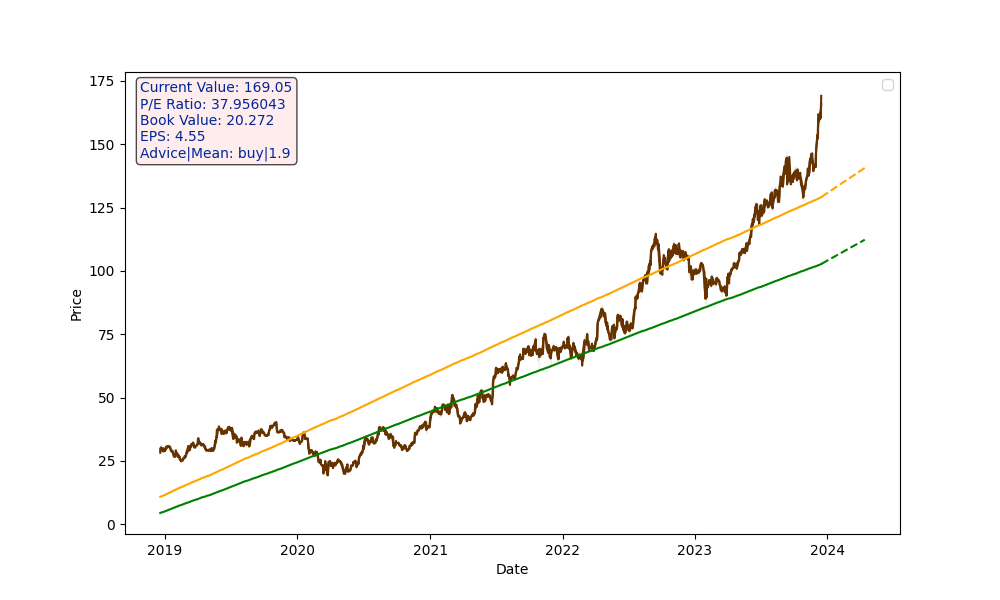 Current Value: 169.05
P/E Ratio: 37.956043
Book Value: 20.272
EPS: 4.55
Advice|Mean: buy|1.9
175
150
125
100
75
50
25
0
Price
2019 2020 2021 2022 2023 2024
Date